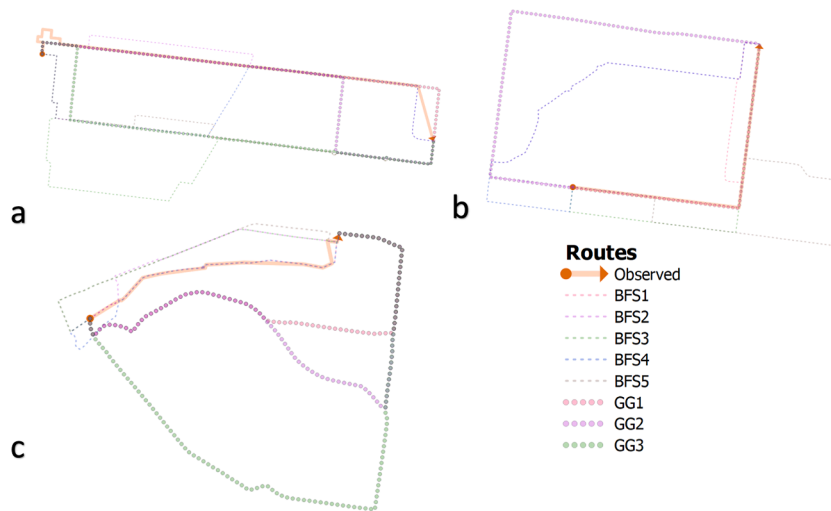 a
b
Routes
Observed
BFS1
BFS2
BFS3
BFS4
BFS5
GG1
GG2
GG3
c